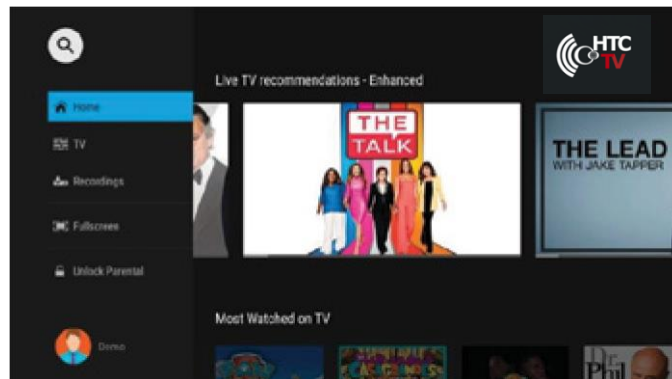 HTC
TV
Live TV recommendations - Enhanced
Home
TV
Recordings
Fullscreen
Unlock Parental
Demo
THE
TALK
THE LEAD
WITH JAKE TAPPER
Most Watched on TV
CASAGRANDES
Dr.
Phil